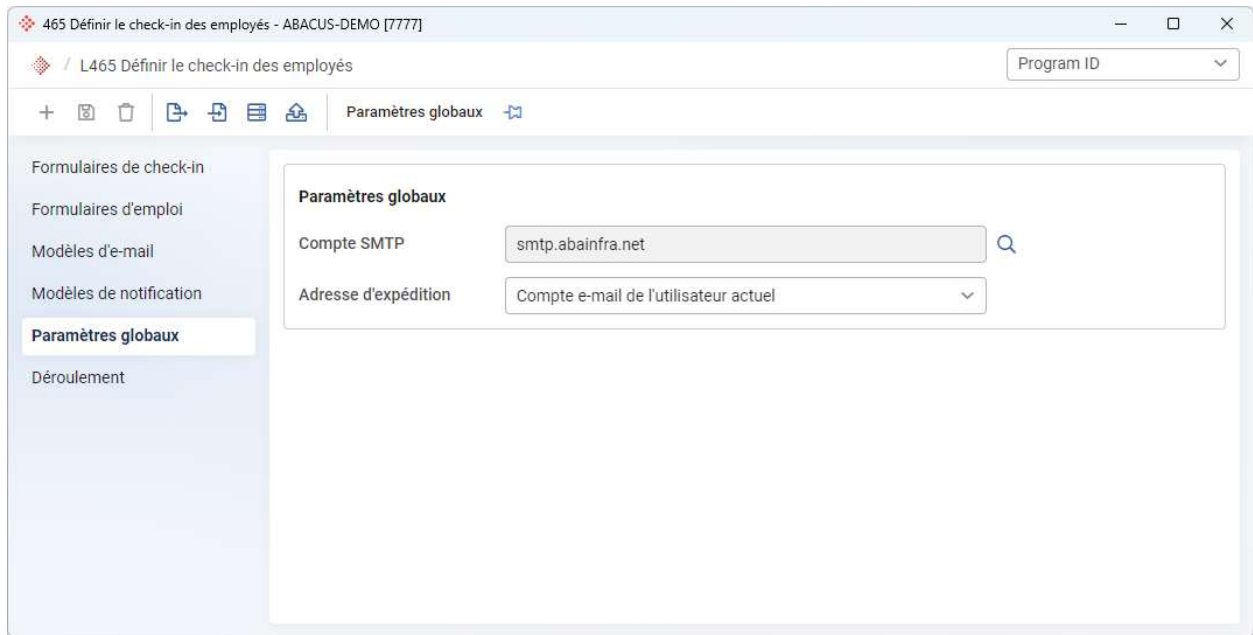 465 Définir le check-in des employés - ABACUS-DEMO [7777]
/ L465 Définir le check-in des employés
Program ID
Paramètres globaux
Formulaires de check-in
Formulaires d'emploi
Modèles d'e-mail
Modèles de notification
Paramètres globaux
Déroulement
Paramètres globaux
Compte SMTP
smtp.abainfra.net
Adresse d'expédition
Compte e-mail de l'utilisateur actuel